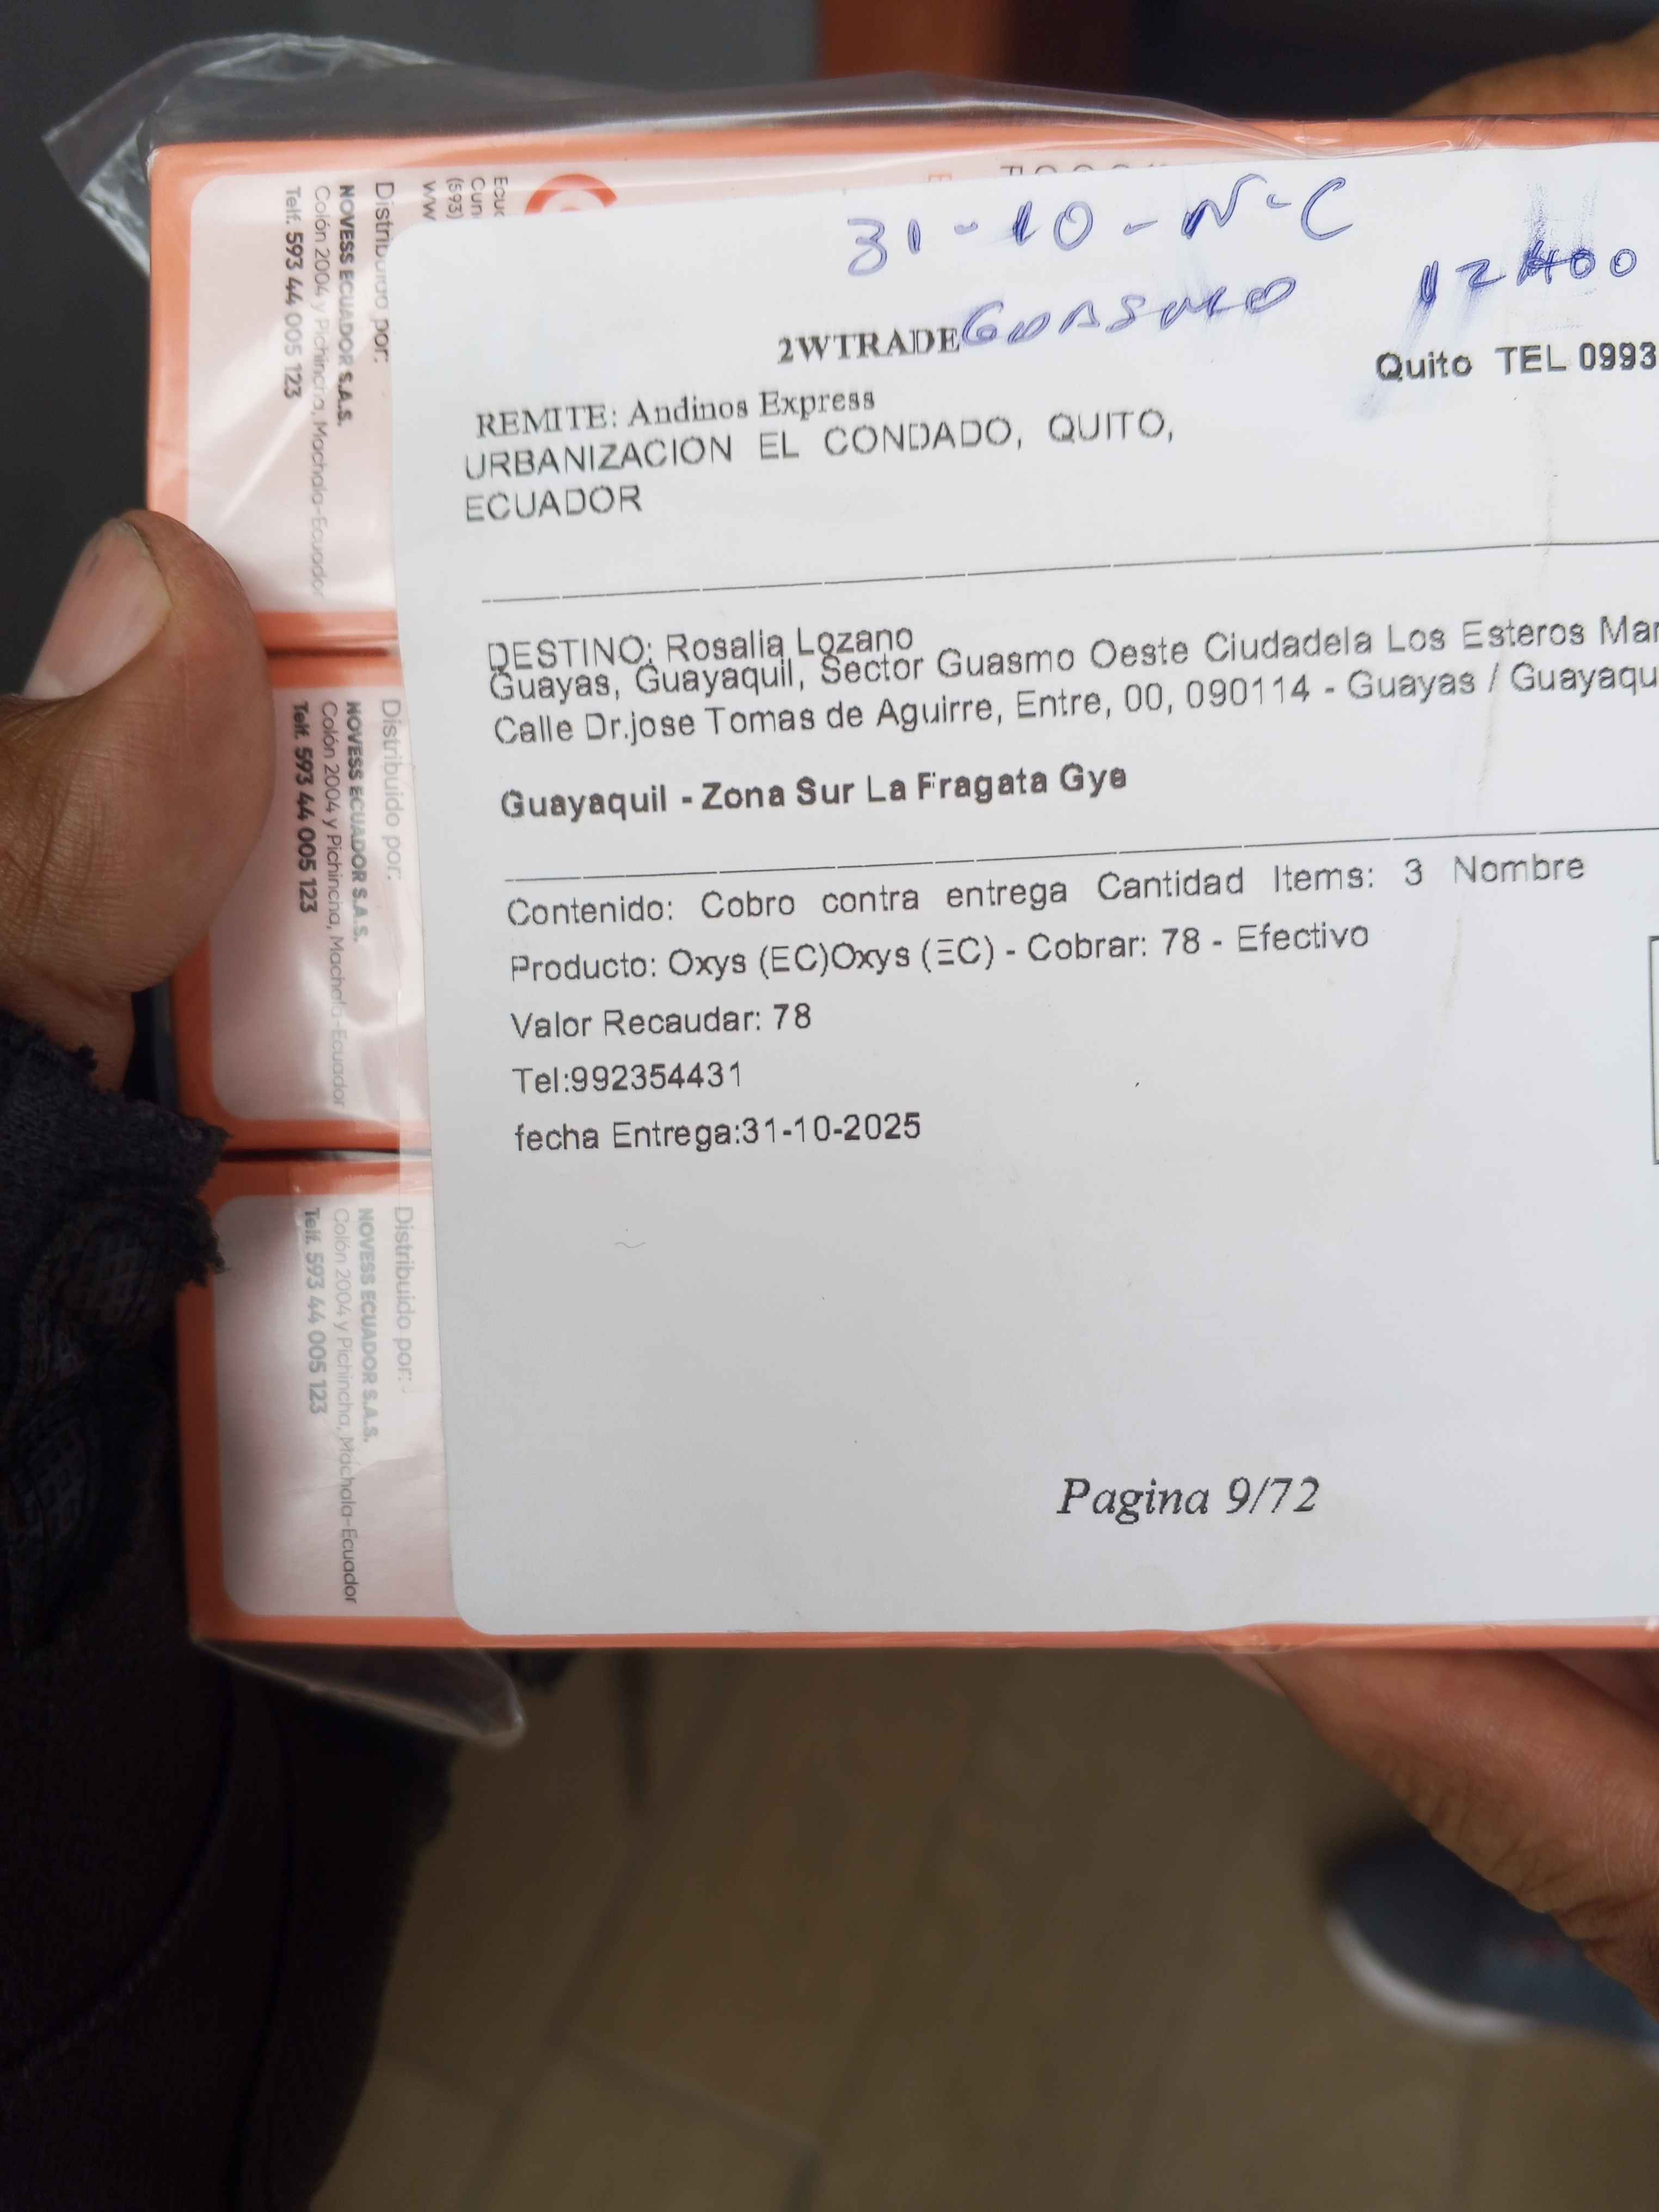 31-10-N-C
GUASMO
2WTRADE
Quito TEL 0993
REMITE: Andinos Express
URBANIZACION EL CONDADO, QUITO,
ECUADOR
DESTINO: Rosalia Lozano
Guayas, Guayaquil, Sector Guasmo Oeste Ciudadela Los Esteros Mar
Calle Dr.jose Tomas de Aguirre, Entre, 00, 090114 - Guayas / Guayaqu
Guayaquil - Zona Sur La Fragata Gye
Contenido: Cobro contra entrega Cantidad Items: 3 Nombre
Producto: Oxys (EC)Oxys (EC) - Cobrar: 78 - Efectivo
Valor Recaudar: 78
Tel:992354431
fecha Entrega:31-10-2025
Pagina 9/72
Ecuc
Cun
(593)
WW
Distribuido por:
NOVESS ECUADOR S.A.S.
Colón 2004 y Pichincha, Machala-Ecuador
Telf. 593 44 005 123
Distribuido por:
NOVESS ECUADOR S.A.S.
Colón 2004 y Pichincha, Machala-Ecuador
Telf. 593 44 005 123
Distribuido por:
NOVESS ECUADOR S.A.S.
Colón 2004 y Pichincha, Machala-Ecuador
Telf. 593 44 005 123